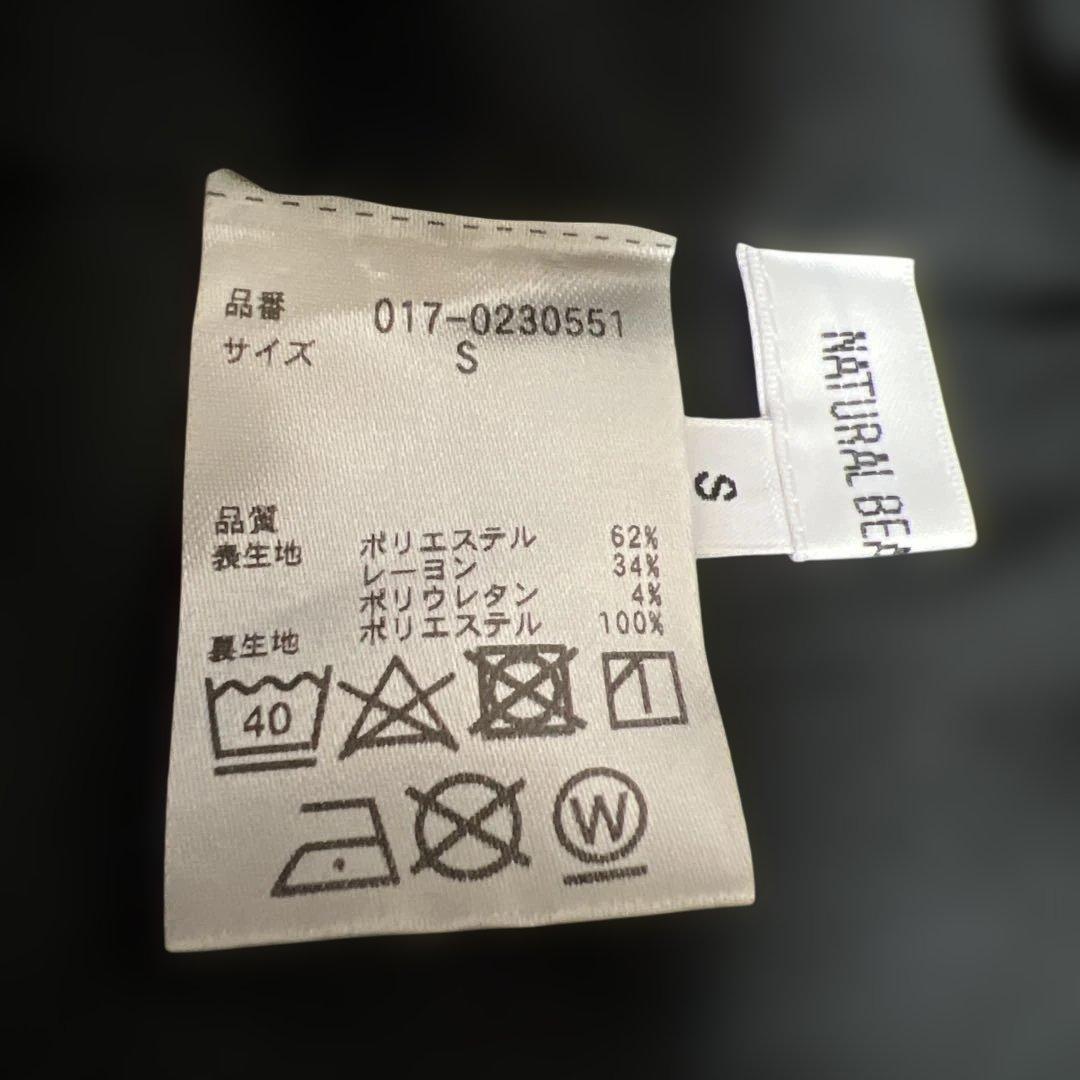 品番 017-0230551
サイズ S
品質
表生地 ポリエステル 62%
レーヨン 34%
ポリウレタン 4%
裏生地 ポリエステル 100%
40
W
S
NATURAL BEA